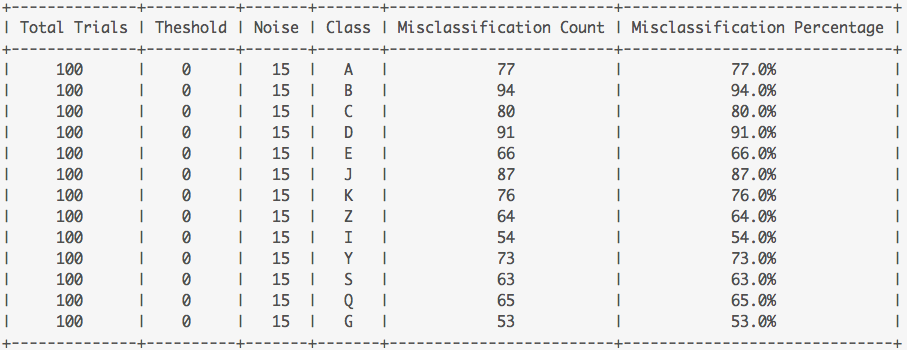 +--------------+----------+-------+-------+-------------------------+------------------------------+
| Total Trials | Theshold | Noise | Class | Misclassification Count | Misclassification Percentage |
+--------------+----------+-------+-------+-------------------------+------------------------------+
| 100 | 0 | 15 | A | 77 | 77.0% |
| 100 | 0 | 15 | B | 94 | 94.0% |
| 100 | 0 | 15 | C | 80 | 80.0% |
| 100 | 0 | 15 | D | 91 | 91.0% |
| 100 | 0 | 15 | E | 66 | 66.0% |
| 100 | 0 | 15 | J | 87 | 87.0% |
| 100 | 0 | 15 | K | 76 | 76.0% |
| 100 | 0 | 15 | Z | 64 | 64.0% |
| 100 | 0 | 15 | I | 54 | 54.0% |
| 100 | 0 | 15 | Y | 73 | 73.0% |
| 100 | 0 | 15 | S | 63 | 63.0% |
| 100 | 0 | 15 | Q | 65 | 65.0% |
| 100 | 0 | 15 | G | 53 | 53.0% |
+--------------+----------+-------+-------+-------------------------+------------------------------+